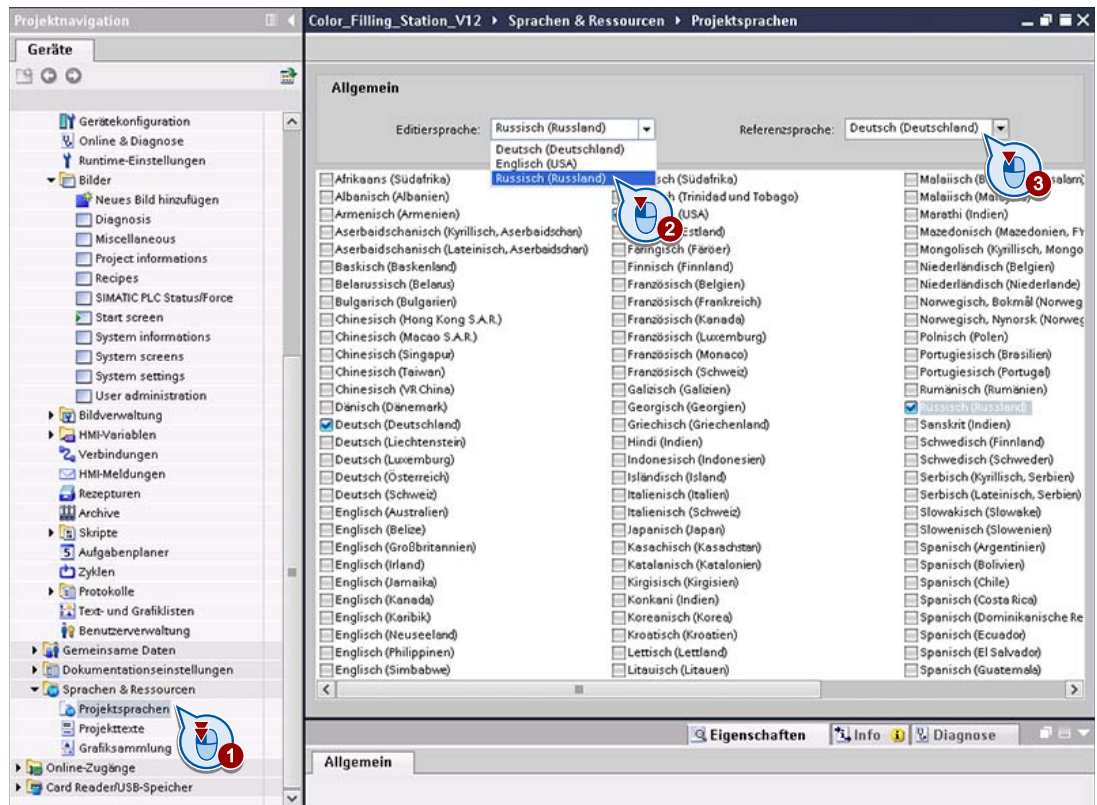 Projektnavigation
Geräte
Gerätekonfiguration
Online & Diagnose
Runtime-Einstellungen
Bilder
Neues Bild hinzufügen
Diagnosis
Miscellaneous
Project informations
Recipes
SIMATIC PLC Status/Force
Start screen
System informations
System screens
System settings
User administration
Bildverwaltung
HMI-Variablen
Verbindungen
HMI-Meldungen
Rezepturen
Archive
Skripte
Aufgabenplaner
Zyklen
Protokolle
Text- und Grafiklisten
Benutzerverwaltung
Gemeinsame Daten
Dokumentationseinstellungen
Sprachen & Ressourcen
Projektsprachen
Projekttexte
Grafiksammlung
1
Online-Zugänge
Card Reader/USB-Speicher
Color_Filling_Station_V12 Sprachen & Ressourcen Projektsprachen
Allgemein
Editiersprache: Russisch (Russland)
Deutsch (Deutschland)
Englisch (USA)
Russisch (Russland)
2
Referenzsprache: Deutsch (Deutschland)
3
Afrikaans (Südafrika)
Albanisch (Albanien)
Armenisch (Armenien)
Aserbaidschanisch (Kyrillisch, Aserbaidschan)
Aserbaidschanisch (Lateinisch, Aserbaidschan)
Baskisch (Baskenland)
Belarussisch (Belarus)
Bulgarisch (Bulgarien)
Chinesisch (Hong Kong S.A.R.)
Chinesisch (Macao S.A.R.)
Chinesisch (Singapur)
Chinesisch (Taiwan)
Chinesisch (VR China)
Dänisch (Dänemark)
Deutsch (Deutschland)
Deutsch (Liechtenstein)
Deutsch (Luxemburg)
Deutsch (Österreich)
Deutsch (Schweiz)
Englisch (Australien)
Englisch (Belize)
Englisch (Großbritannien)
Englisch (Irland)
Englisch (Jamaika)
Englisch (Kanada)
Englisch (Karibik)
Englisch (Neuseeland)
Englisch (Philippinen)
Englisch (Simbabwe)
sch (Südafrika)
(Trinidad und Tobago)
(USA)
Estland)
Färingisch (Färöer)
Finnisch (Finnland)
Französisch (Belgien)
Französisch (Frankreich)
Französisch (Kanada)
Französisch (Luxemburg)
Französisch (Monaco)
Französisch (Schweiz)
Galizisch (Galizien)
Georgisch (Georgien)
Griechisch (Griechenland)
Hindi (Indien)
Indonesisch (Indonesien)
Isländisch (Island)
Italienisch (Italien)
Italienisch (Schweiz)
Japanisch (Japan)
Kasachisch (Kasachstan)
Katalanisch (Katalonien)
Kirgisisch (Kirgisien)
Konkani (Indien)
Koreanisch (Korea)
Kroatisch (Kroatien)
Lettisch (Lettland)
Litauisch (Litauen)
Malaiisch (B salam)
Malaiisch
Marathi (Indien)
Mazedonisch (Mazedonien, FY
Mongolisch (Kyrillisch, Mongo
Niederländisch (Belgien)
Niederländisch (Niederlande)
Norwegisch, Bokmål (Norweg
Norwegisch, Nynorsk (Norweg
Polnisch (Polen)
Portugiesisch (Brasilien)
Portugiesisch (Portugal)
Rumänisch (Rumänien)
Russisch (Russland)
Sanskrit (Indien)
Schwedisch (Finnland)
Schwedisch (Schweden)
Serbisch (Kyrillisch, Serbien)
Serbisch (Lateinisch, Serbien)
Slowakisch (Slowakei)
Slowenisch (Slowenien)
Spanisch (Argentinien)
Spanisch (Bolivien)
Spanisch (Chile)
Spanisch (Costa Rica)
Spanisch (Dominikanische Re
Spanisch (Ecuador)
Spanisch (El Salvador)
Spanisch (Guatemala)
Eigenschaften Info Diagnose
Allgemein